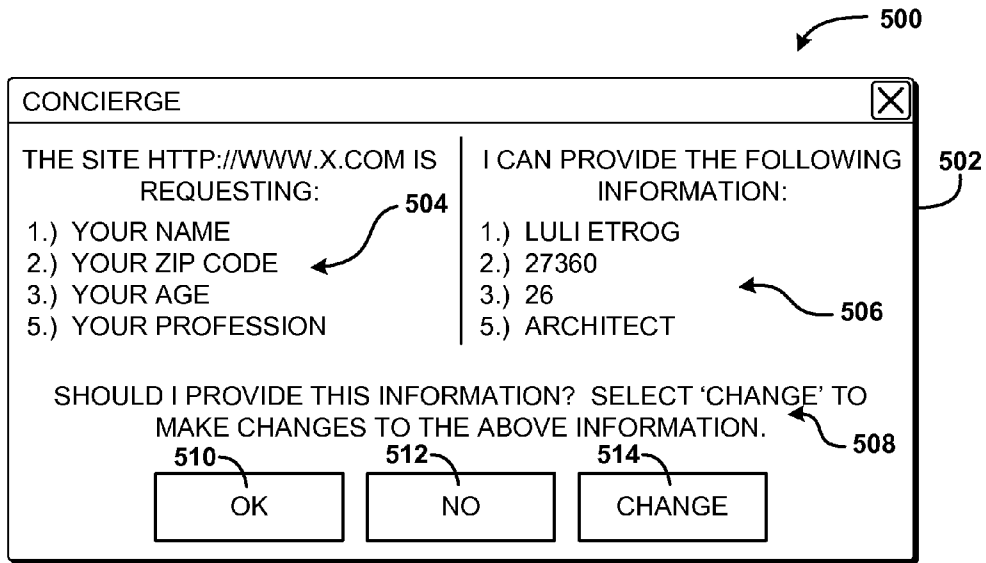 500
CONCIERGE
THE SITE HTTP://WWW.X.COM IS
REQUESTING:
504
1.) YOUR NAME
2.) YOUR ZIP CODE
3.) YOUR AGE
5.) YOUR PROFESSION
I CAN PROVIDE THE FOLLOWING
INFORMATION:
502
1.) LULI ETROG
2.) 27360
3.) 26
5.) ARCHITECT
506
SHOULD I PROVIDE THIS INFORMATION? SELECT ‘CHANGE’ TO
MAKE CHANGES TO THE ABOVE INFORMATION.
508
510
512
514
OK
NO
CHANGE